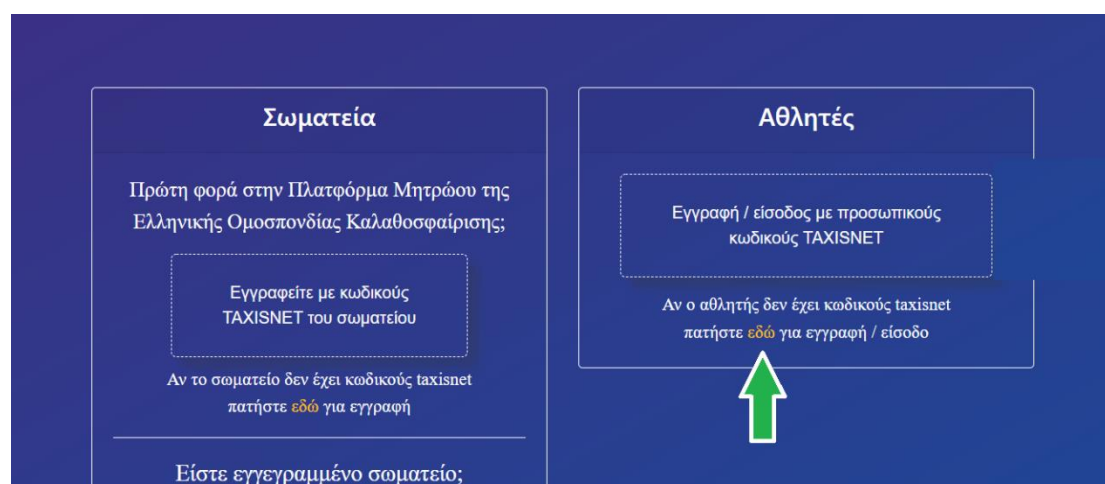 Σωματεία
Πρώτη φορά στην Πλατφόρμα Μητρώου της
Ελληνικής Ομοσπονδίας Καλαθοσφαίρισης;
Εγγραφείτε με κωδικούς
TAXISNET του σωματείου
Αν το σωματείο δεν έχει κωδικούς taxisnet
πατήστε εδώ για εγγραφή
Είστε εγγεγραμμένο σωματείο;
Αθλητές
Εγγραφή / είσοδος με προσωπικούς
κωδικούς TAXISNET
Αν ο αθλητής δεν έχει κωδικούς taxisnet
πατήστε εδώ για εγγραφή / είσοδο